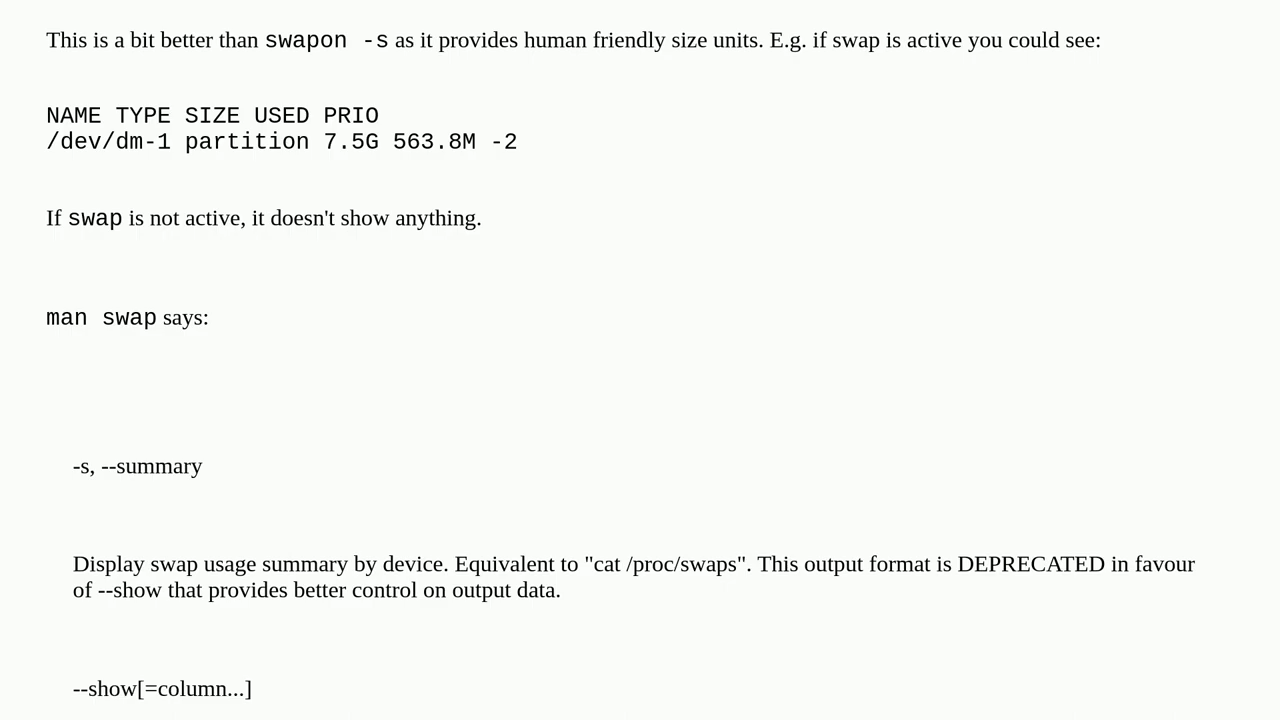 This is a bit better than swapon -s as it provides human friendly size units. E.g. if swap is active you could see:
NAME TYPE SIZE USED PRIO
/dev/dm-1 partition 7.5G 563.8M -2
If swap is not active, it doesn't show anything.
man swap says:
-s, --summary
Display swap usage summary by device. Equivalent to "cat /proc/swaps". This output format is DEPRECATED in favour
of --show that provides better control on output data.
--show[=column...]